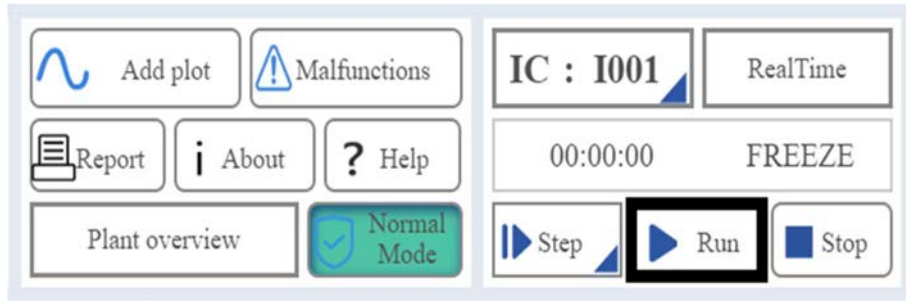 Add plot
Malfunctions
Report
i About
? Help
Plant overview
Normal
Mode
IC : I001
RealTime
00:00:00 FREEZE
Step
Run
Stop